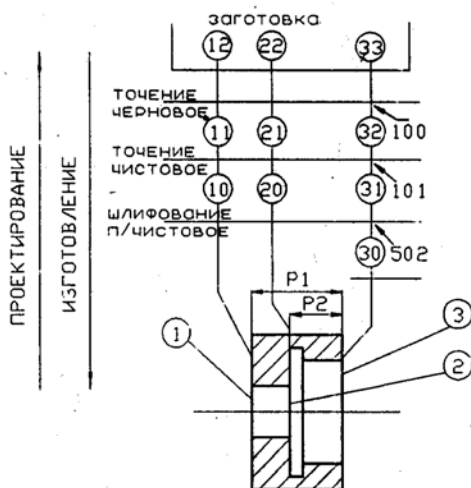 заготовка
12 22 33
ТОЧЕНИЕ
ЧЕРНОВОЕ
11 21 32 100
ТОЧЕНИЕ
ЧИСТОВОЕ
10 20 31 101
ШЛИФОВАНИЕ
П/ЧИСТОВОЕ
30 502
ПРОЕКТИРОВАНИЕ
ИЗГОТОВЛЕНИЕ
P1
P2
1 3
2